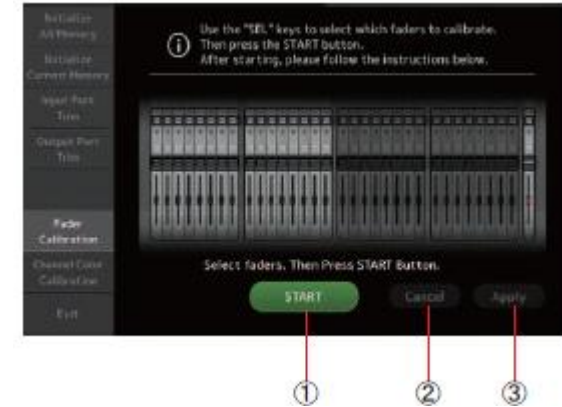 Initialize
All Memory
Initialize
Current Memory
Input Port
Trim
Output Port
Trim
Fader
Calibration
Channel Color
Calibration
Exit
Use the "SEL" keys to select which faders to calibrate.
Then press the START button.
After starting, please follow the instructions below.
Select faders. Then Press START Button.
START
Cancel
Apply
① ② ③